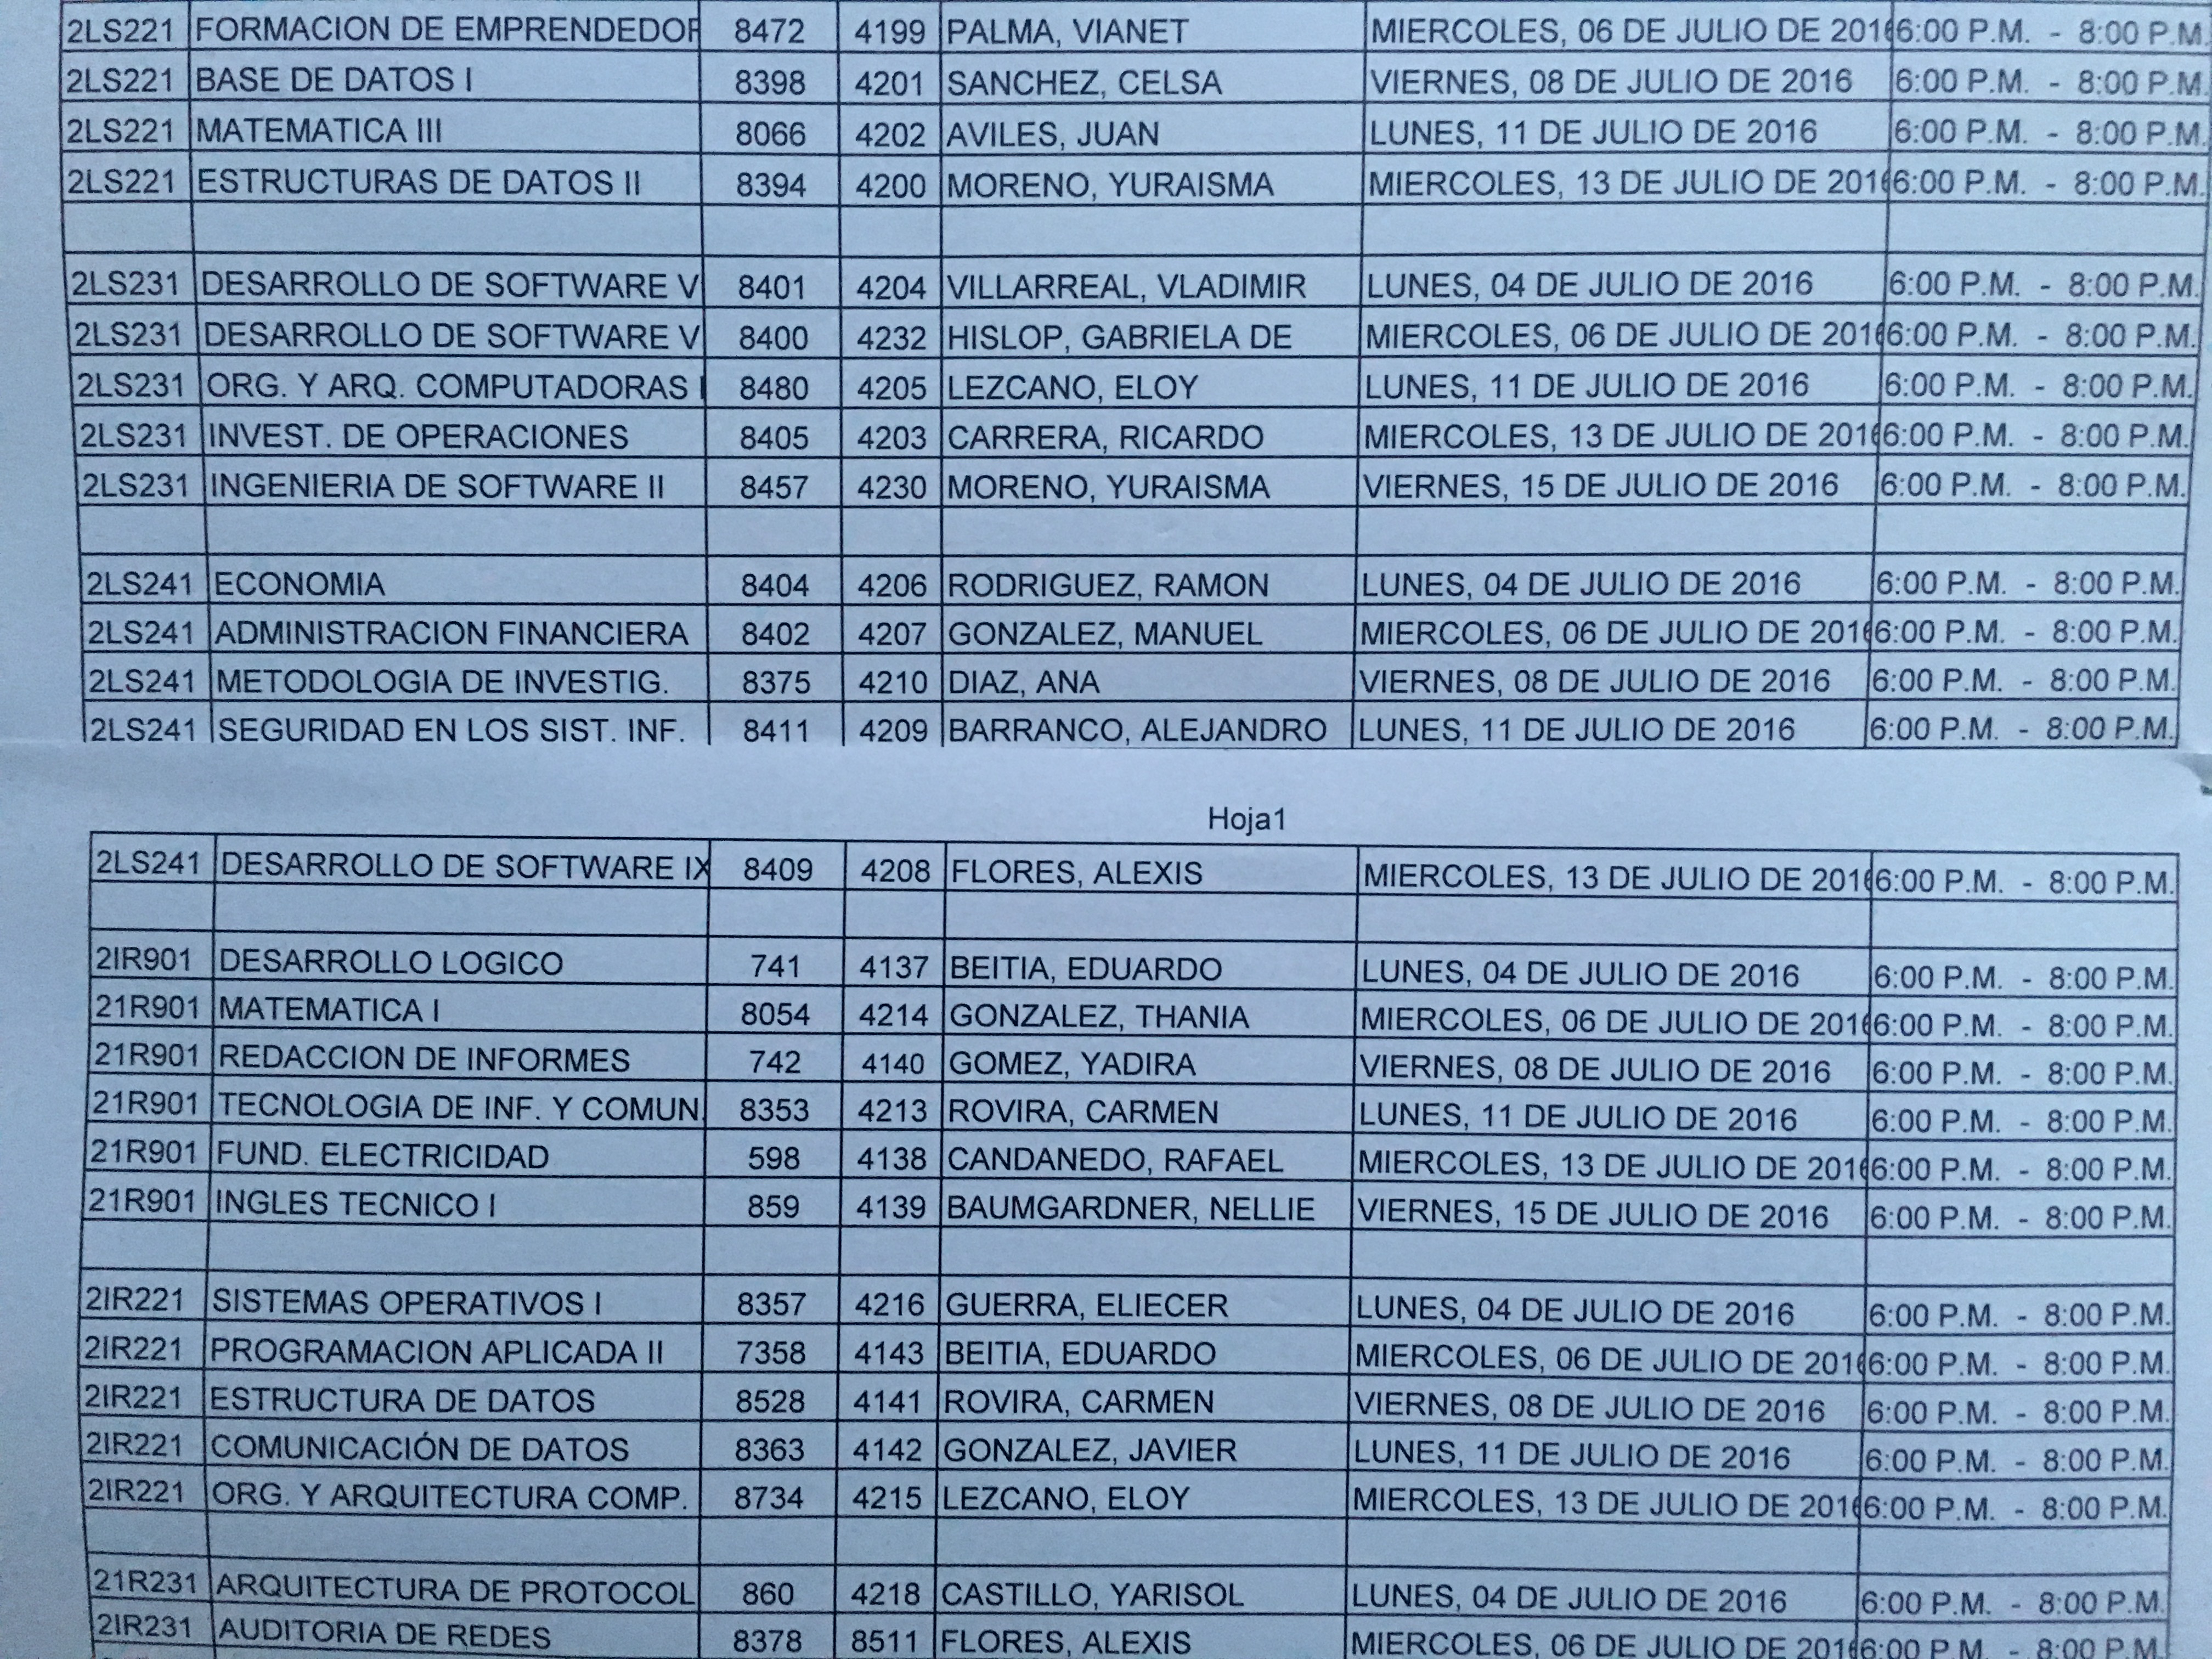 2LS221 FORMACION DE EMPRENDEDOR 8472 4199 PALMA, VIANET MIERCOLES, 06 DE JULIO DE 2016 6:00 P.M. - 8:00 P.M.
2LS221 BASE DE DATOS I 8398 4201 SANCHEZ, CELSA VIERNES, 08 DE JULIO DE 2016 6:00 P.M. - 8:00 P.M.
2LS221 MATEMATICA III 8066 4202 AVILES, JUAN LUNES, 11 DE JULIO DE 2016 6:00 P.M. - 8:00 P.M.
2LS221 ESTRUCTURAS DE DATOS II 8394 4200 MORENO, YURAISMA MIERCOLES, 13 DE JULIO DE 2016 6:00 P.M. - 8:00 P.M.
2LS231 DESARROLLO DE SOFTWARE V 8401 4204 VILLARREAL, VLADIMIR LUNES, 04 DE JULIO DE 2016 6:00 P.M. - 8:00 P.M.
2LS231 DESARROLLO DE SOFTWARE V 8400 4232 HISLOP, GABRIELA DE MIERCOLES, 06 DE JULIO DE 2016 6:00 P.M. - 8:00 P.M.
2LS231 ORG. Y ARQ. COMPUTADORAS I 8480 4205 LEZCANO, ELOY LUNES, 11 DE JULIO DE 2016 6:00 P.M. - 8:00 P.M.
2LS231 INVEST. DE OPERACIONES 8405 4203 CARRERA, RICARDO MIERCOLES, 13 DE JULIO DE 2016 6:00 P.M. - 8:00 P.M.
2LS231 INGENIERIA DE SOFTWARE II 8457 4230 MORENO, YURAISMA VIERNES, 15 DE JULIO DE 2016 6:00 P.M. - 8:00 P.M.
2LS241 ECONOMIA 8404 4206 RODRIGUEZ, RAMON LUNES, 04 DE JULIO DE 2016 6:00 P.M. - 8:00 P.M.
2LS241 ADMINISTRACION FINANCIERA 8402 4207 GONZALEZ, MANUEL MIERCOLES, 06 DE JULIO DE 2016 6:00 P.M. - 8:00 P.M.
2LS241 METODOLOGIA DE INVESTIG. 8375 4210 DIAZ, ANA VIERNES, 08 DE JULIO DE 2016 6:00 P.M. - 8:00 P.M.
2LS241 SEGURIDAD EN LOS SIST. INF. 8411 4209 BARRANCO, ALEJANDRO LUNES, 11 DE JULIO DE 2016 6:00 P.M. - 8:00 P.M.
Hoja1
2LS241 DESARROLLO DE SOFTWARE IX 8409 4208 FLORES, ALEXIS MIERCOLES, 13 DE JULIO DE 2016 6:00 P.M. - 8:00 P.M.
2IR901 DESARROLLO LOGICO 741 4137 BEITIA, EDUARDO LUNES, 04 DE JULIO DE 2016 6:00 P.M. - 8:00 P.M.
21R901 MATEMATICA I 8054 4214 GONZALEZ, THANIA MIERCOLES, 06 DE JULIO DE 2016 6:00 P.M. - 8:00 P.M.
21R901 REDACCION DE INFORMES 742 4140 GOMEZ, YADIRA VIERNES, 08 DE JULIO DE 2016 6:00 P.M. - 8:00 P.M.
21R901 TECNOLOGIA DE INF. Y COMUN. 8353 4213 ROVIRA, CARMEN LUNES, 11 DE JULIO DE 2016 6:00 P.M. - 8:00 P.M.
21R901 FUND. ELECTRICIDAD 598 4138 CANDANEDO, RAFAEL MIERCOLES, 13 DE JULIO DE 2016 6:00 P.M. - 8:00 P.M.
21R901 INGLES TECNICO I 859 4139 BAUMGARDNER, NELLIE VIERNES, 15 DE JULIO DE 2016 6:00 P.M. - 8:00 P.M.
2IR221 SISTEMAS OPERATIVOS I 8357 4216 GUERRA, ELIECER LUNES, 04 DE JULIO DE 2016 6:00 P.M. - 8:00 P.M.
2IR221 PROGRAMACION APLICADA II 7358 4143 BEITIA, EDUARDO MIERCOLES, 06 DE JULIO DE 2016 6:00 P.M. - 8:00 P.M.
2IR221 ESTRUCTURA DE DATOS 8528 4141 ROVIRA, CARMEN VIERNES, 08 DE JULIO DE 2016 6:00 P.M. - 8:00 P.M.
2IR221 COMUNICACIÓN DE DATOS 8363 4142 GONZALEZ, JAVIER LUNES, 11 DE JULIO DE 2016 6:00 P.M. - 8:00 P.M.
2IR221 ORG. Y ARQUITECTURA COMP. 8734 4215 LEZCANO, ELOY MIERCOLES, 13 DE JULIO DE 2016 6:00 P.M. - 8:00 P.M.
21R231 ARQUITECTURA DE PROTOCOL 860 4218 CASTILLO, YARISOL LUNES, 04 DE JULIO DE 2016 6:00 P.M. - 8:00 P.M.
2IR231 AUDITORIA DE REDES 8378 8511 FLORES, ALEXIS MIERCOLES, 06 DE JULIO DE 2016 6:00 P.M. - 8:00 P.M.